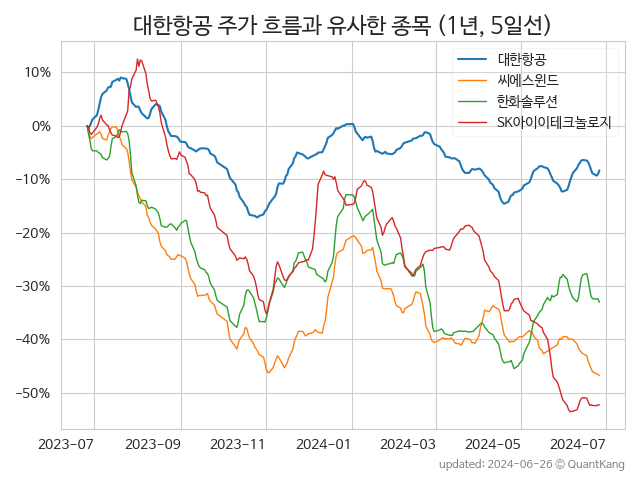 대한항공 주가 흐름과 유사한 종목 (1년, 5일선)
대한항공
씨에스윈드
한화솔루션
SK아이이테크놀로지
10%
0%
−10%
−20%
−30%
−40%
−50%
2023-07 2023-09 2023-11 2024-01 2024-03 2024-05 2024-07
updated: 2024-06-26 © QuantKang